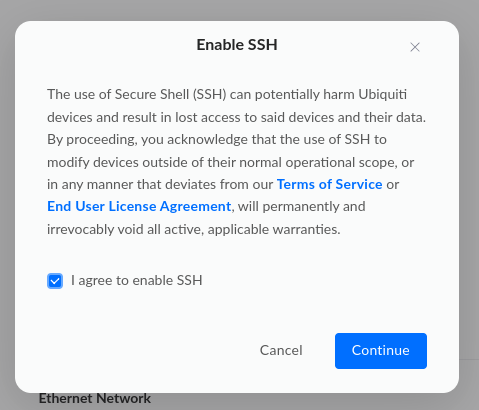 Enable SSH
The use of Secure Shell (SSH) can potentially harm Ubiquiti
devices and result in lost access to said devices and their data.
By proceeding, you acknowledge that the use of SSH to
modify devices outside of their normal operational scope, or
in any manner that deviates from our Terms of Service or
End User License Agreement, will permanently and
irrevocably void all active, applicable warranties.
I agree to enable SSH
Cancel
Continue
Ethernet Network